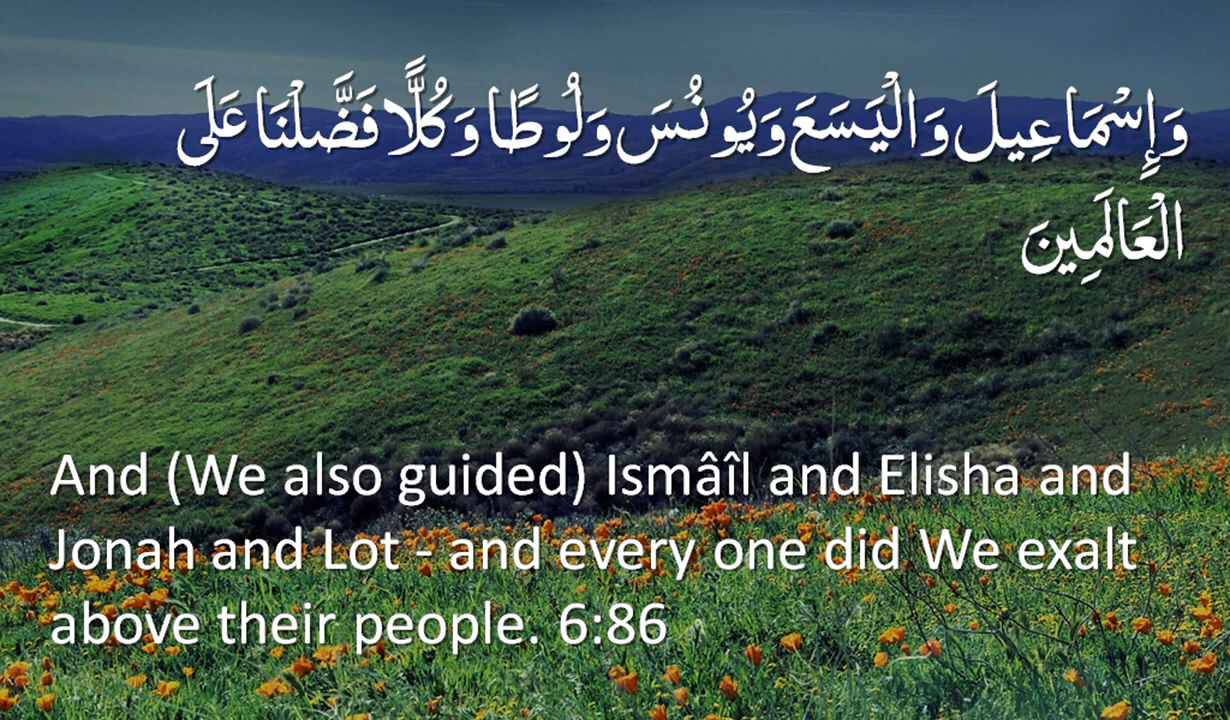 وَإِسْمَاعِيلَ وَالْيَسَعَ وَيُونُسَ وَلُوطًا وَكُلًّا فَضَّلْنَا عَلَى
الْعَالَمِينَ
And (We also guided) Ismâîl and Elisha and
Jonah and Lot - and every one did We exalt
above their people. 6:86